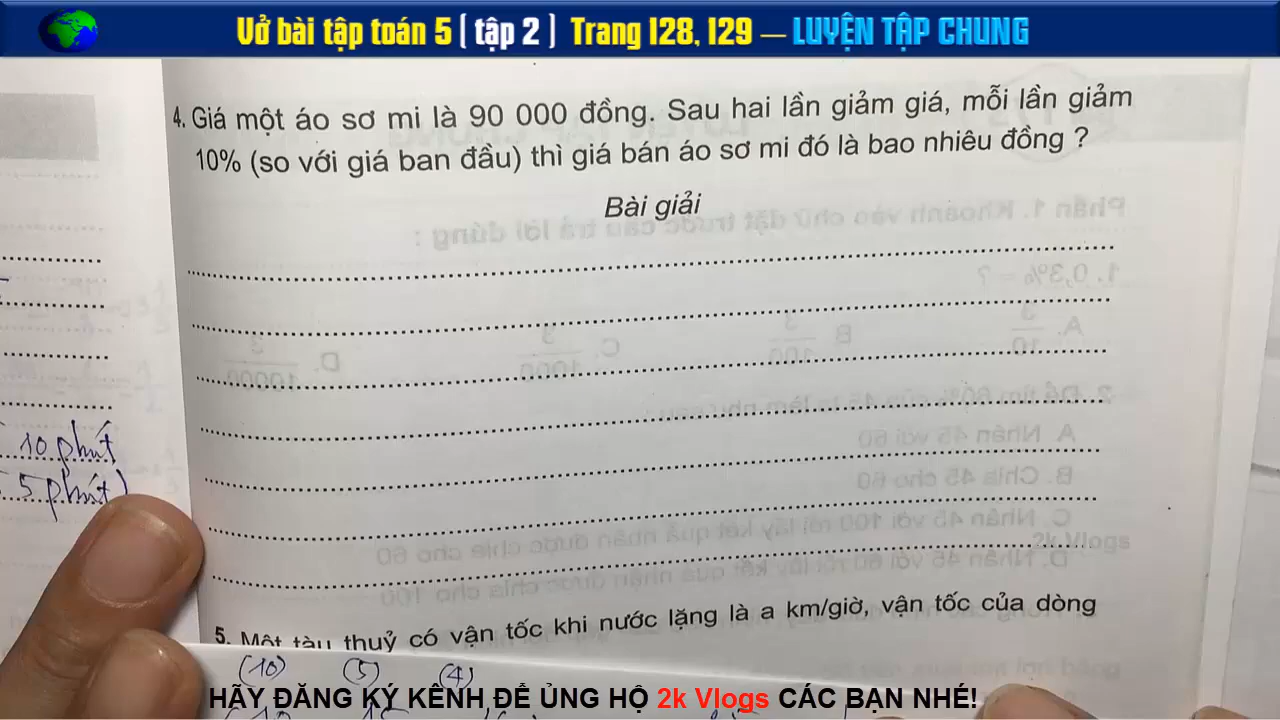 Vở bài tập toán 5 ( tập 2 ) Trang 128, 129 – LUYỆN TẬP CHUNG
4. Giá một áo sơ mi là 90 000 đồng. Sau hai lần giảm giá, mỗi lần giảm
10% (so với giá ban đầu) thì giá bán áo sơ mi đó là bao nhiêu đồng ?
Bài giải
10 phút
5 phút)
2k Vlogs
5. Một tàu thuỷ có vận tốc khi nước lặng là a km/giờ, vận tốc của dòng
(10) (5) (4)
HÃY ĐĂNG KÝ KÊNH ĐỂ ỦNG HỘ 2k Vlogs CÁC BẠN NHÉ!